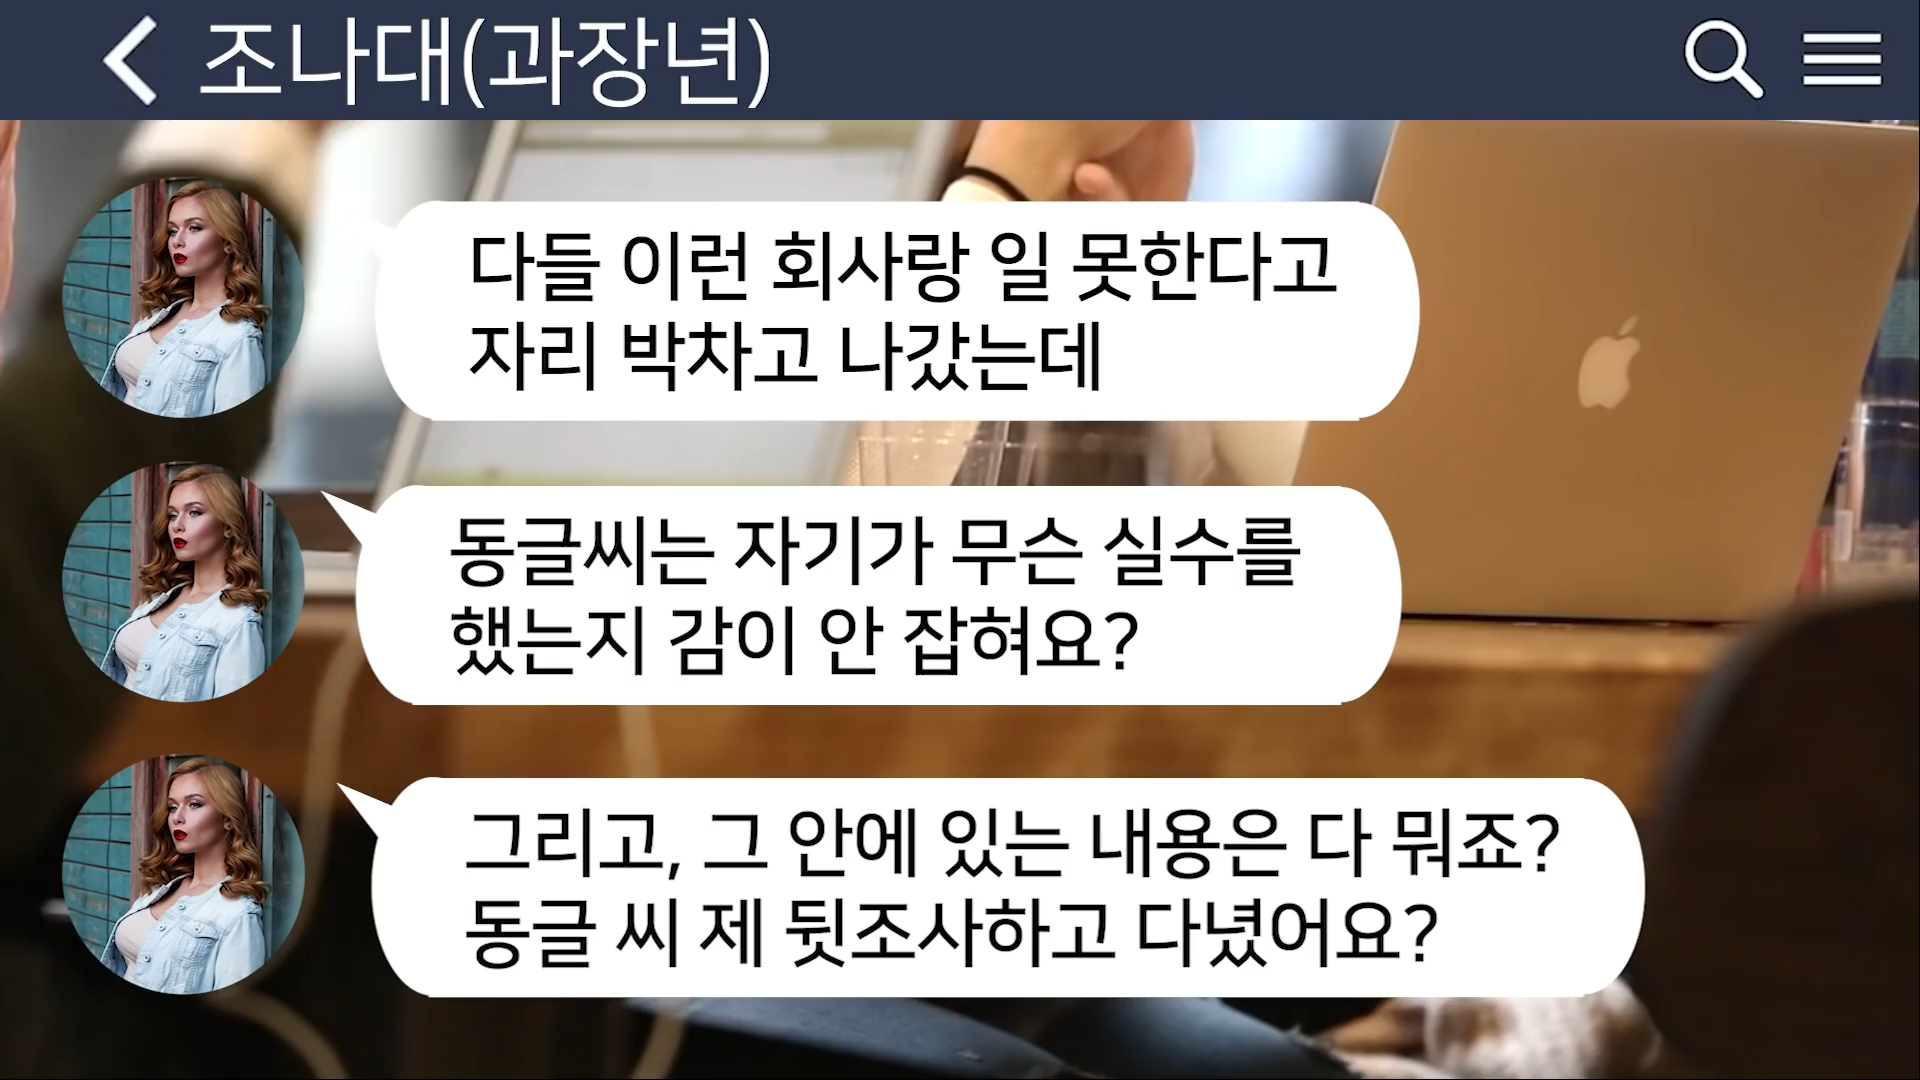 조나대(과장년)
다들 이런 회사랑 일 못한다고
자리 박차고 나갔는데
동글씨는 자기가 무슨 실수를
했는지 감이 안 잡혀요?
그리고, 그 안에 있는 내용은 다 뭐죠?
동글 씨 제 뒷조사하고 다녔어요?